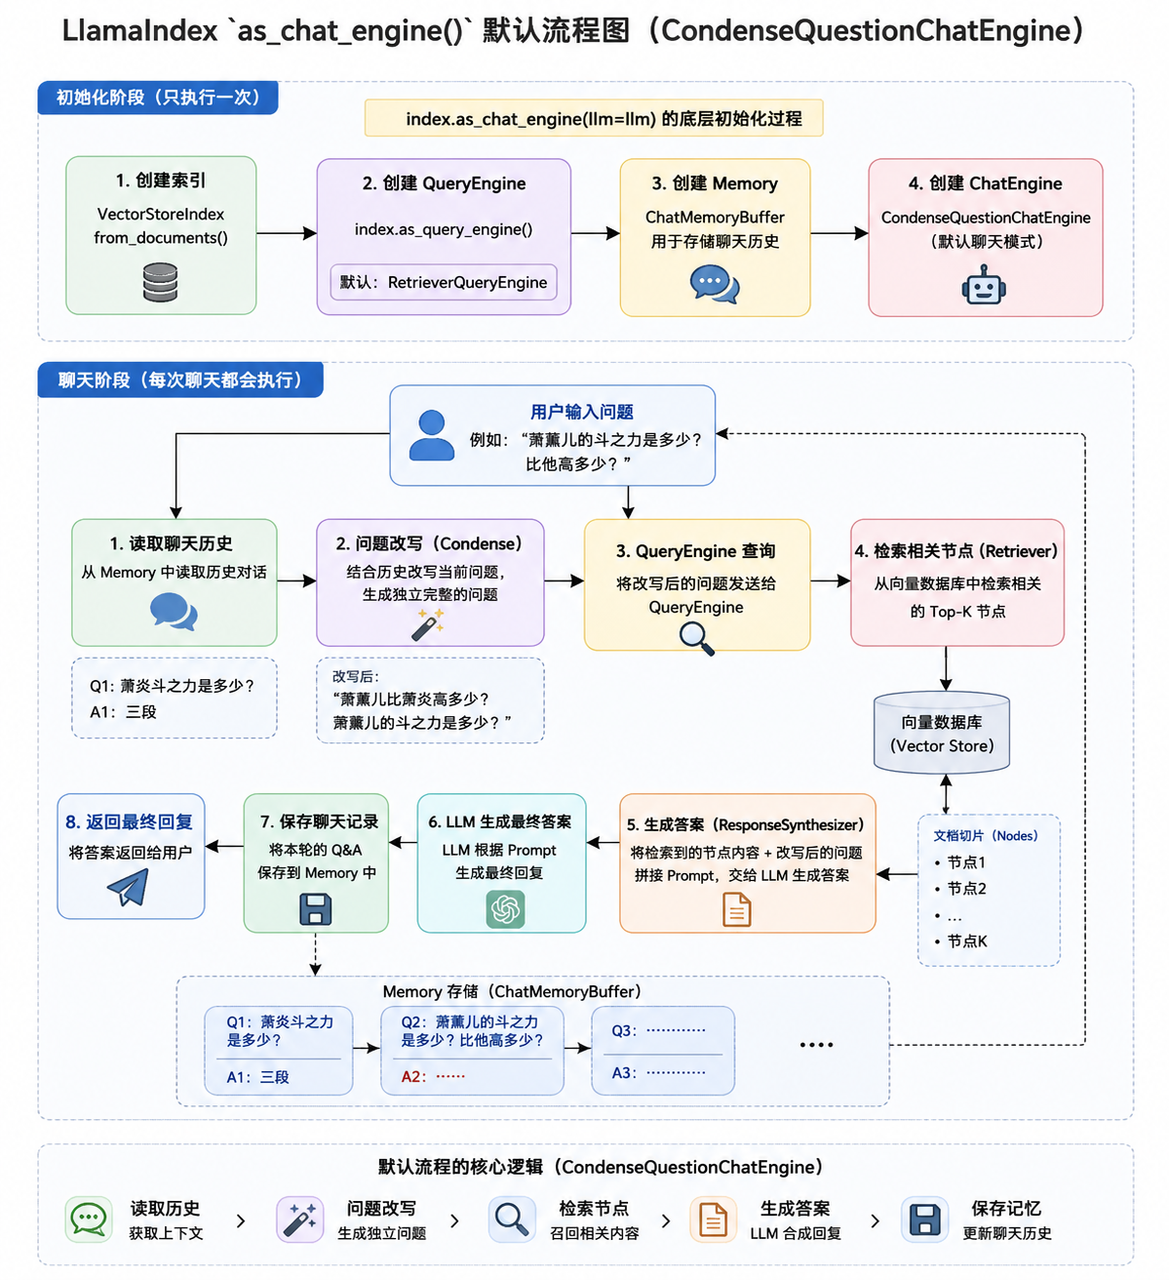 LlamaIndex `as_chat_engine()` 默认流程图（CondenseQuestionChatEngine）
初始化阶段（只执行一次）
index.as_chat_engine(llm=llm) 的底层初始化过程
1. 创建索引
VectorStoreIndex
from_documents()
2. 创建 QueryEngine
index.as_query_engine()
默认：RetrieverQueryEngine
3. 创建 Memory
ChatMemoryBuffer
用于存储聊天历史
4. 创建 ChatEngine
CondenseQuestionChatEngine
（默认聊天模式）
聊天阶段（每次聊天都会执行）
用户输入问题
例如：“萧薰儿的斗之力是多少？
比他高多少？”
1. 读取聊天历史
从 Memory 中读取历史对话
Q1: 萧炎斗之力是多少？
A1：三段
2. 问题改写（Condense）
结合历史改写当前问题，
生成独立完整的问题
改写后：
“萧薰儿比萧炎高多少？
萧薰儿的斗之力是多少？”
3. QueryEngine 查询
将改写后的问题发送给
QueryEngine
4. 检索相关节点（Retriever）
从向量数据库中检索相关
的 Top-K 节点
向量数据库
（Vector Store）
文档切片（Nodes）
• 节点1
• 节点2
• ...
• 节点K
5. 生成答案（ResponseSynthesizer）
将检索到的节点内容 + 改写后的问题
拼接 Prompt，交给 LLM 生成答案
6. LLM 生成最终答案
LLM 根据 Prompt
生成最终回复
7. 保存聊天记录
将本轮的 Q&A
保存到 Memory 中
8. 返回最终回复
将答案返回给用户
Memory 存储（ChatMemoryBuffer）
Q1：萧炎斗之力
是多少？
A1：三段
Q2：萧薰儿的斗之力
是多少？比他高多少？
A2：······
Q3：············
A3：············
····
默认流程的核心逻辑（CondenseQuestionChatEngine）
读取历史
获取上下文
>
问题改写
生成独立问题
>
检索节点
召回相关内容
>
生成答案
LLM 合成回复
>
保存记忆
更新聊天历史